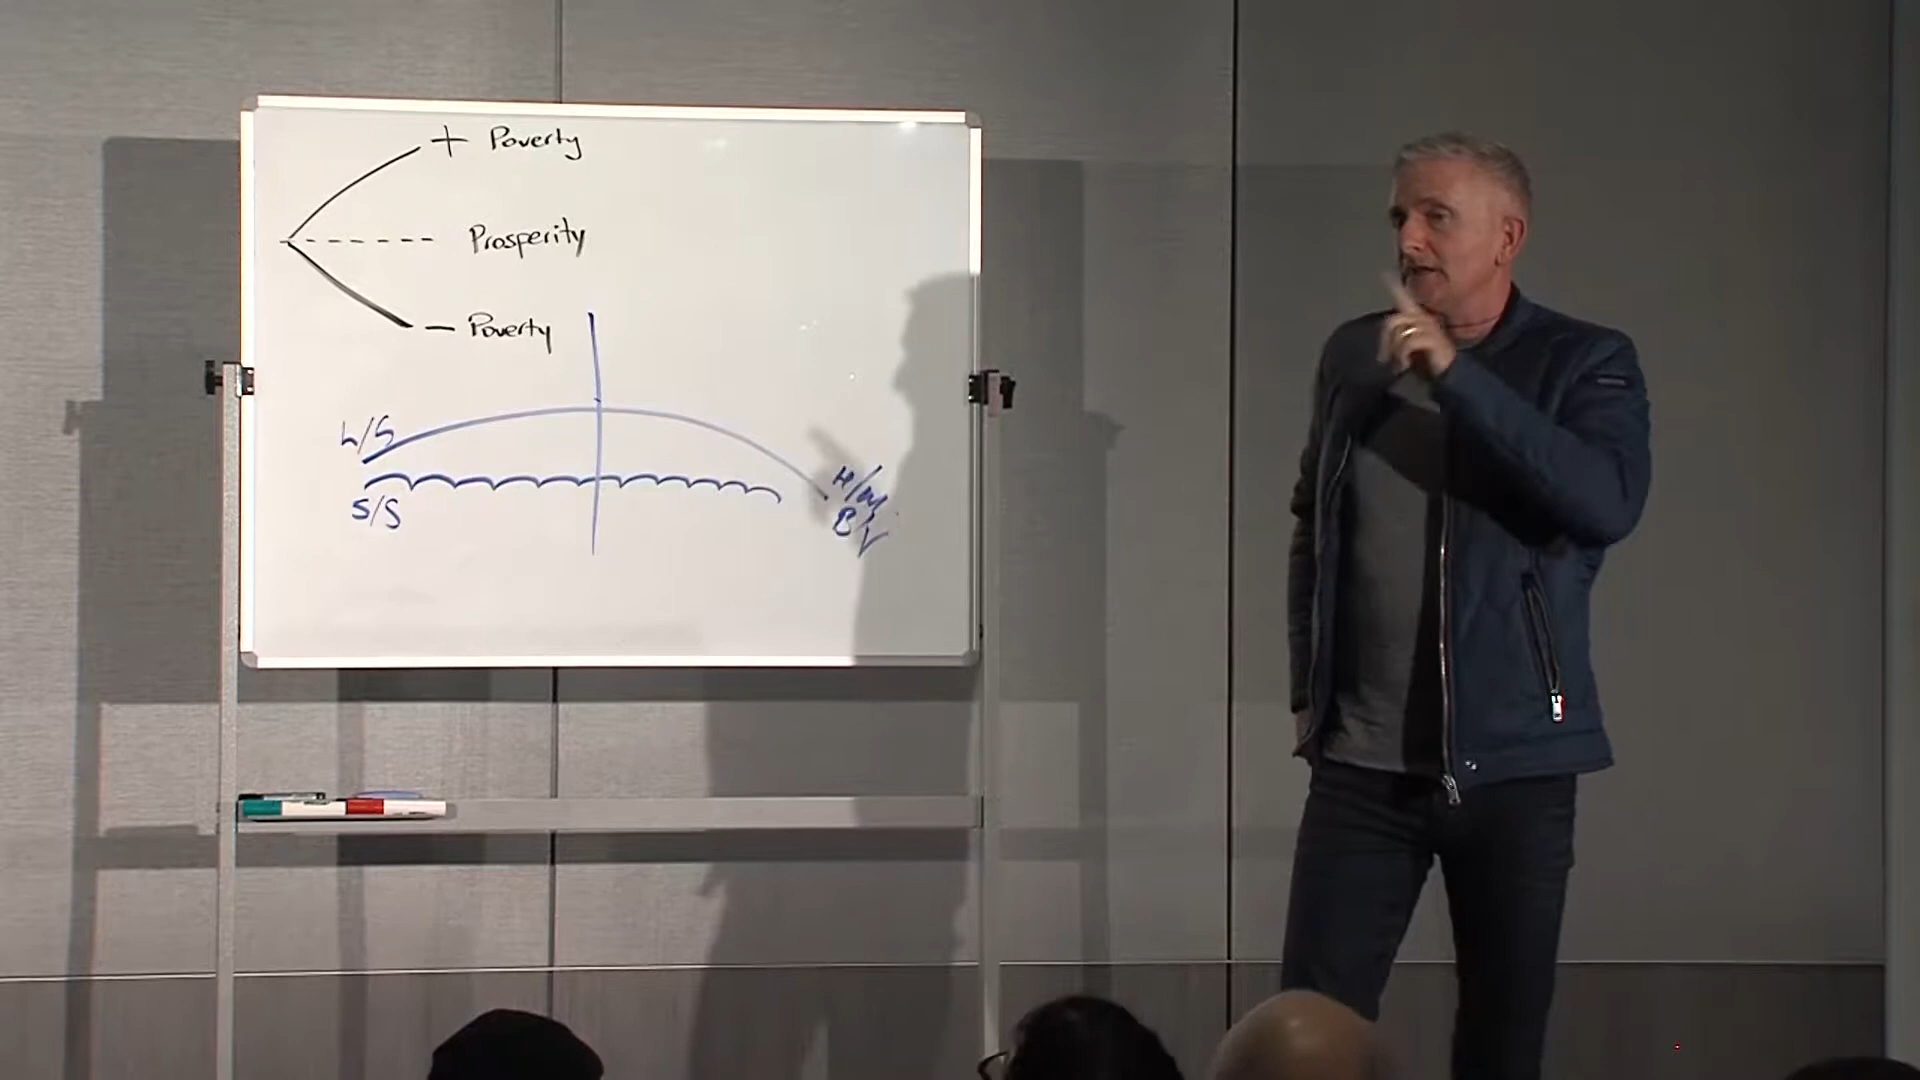 + Poverty
Prosperity
- Poverty
L/S
S/S
H/M
B/V